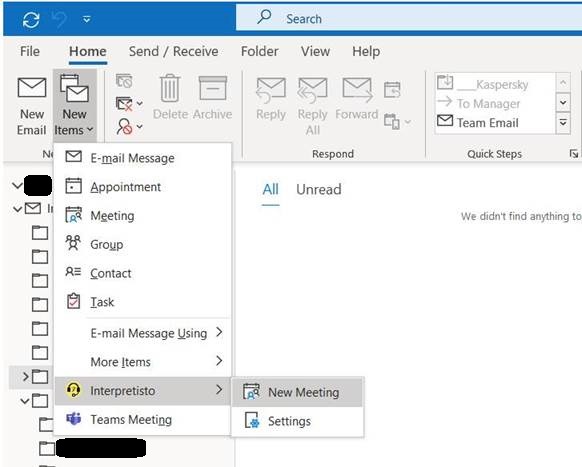 Search
File Home Send / Receive Folder View Help
New Email
New Items
Delete Archive
Reply
Reply All
Forward
___Kaspersky
To Manager
Team Email
Respond
Quick Steps
E-mail Message
Appointment
Meeting
Group
Contact
Task
E-mail Message Using
More Items
Interpretisto
Teams Meeting
New Meeting
Settings
All Unread
We didn't find anything to